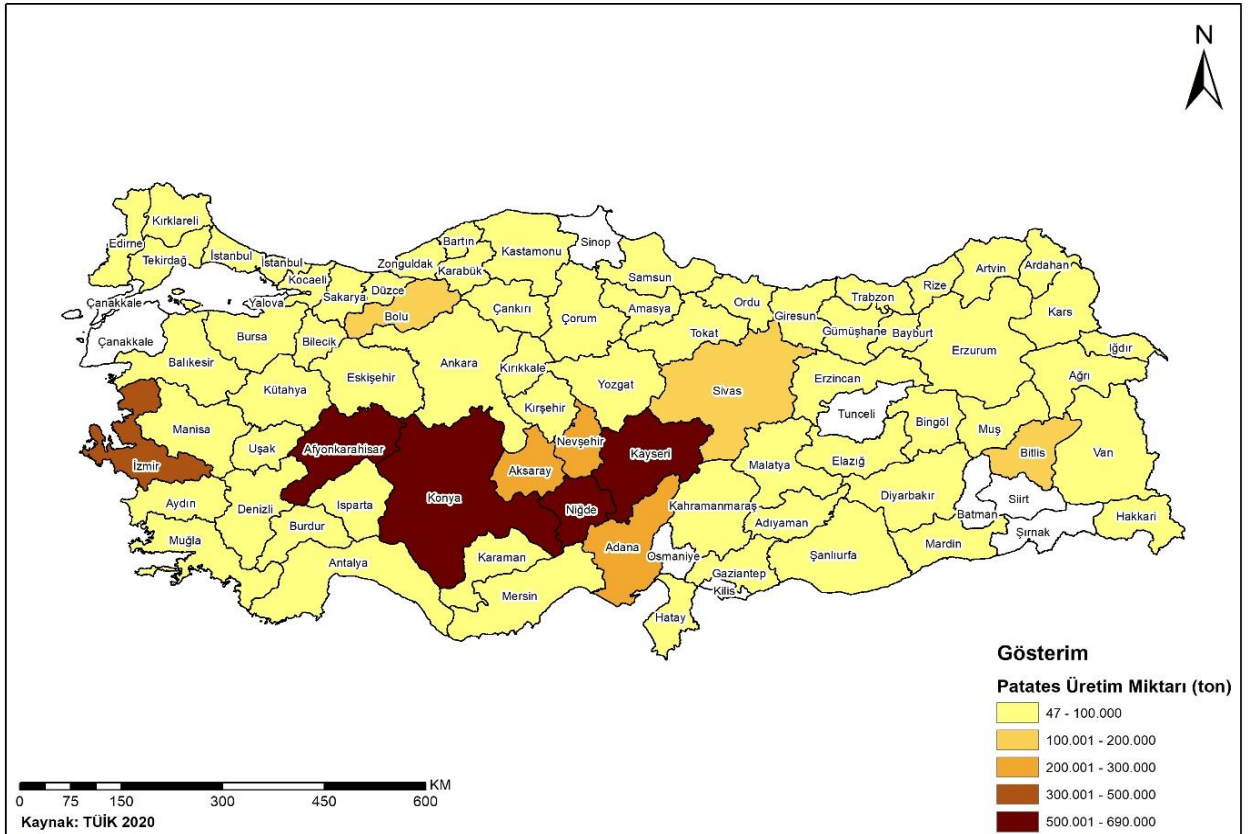 N
Kırklareli
Edirne
Tekirdağ
İstanbul
İstanbul
Kocaeli
Yalova
Sakarya
Düzce
Zonguldak
Bartın
Karabük
Kastamonu
Sinop
Samsun
Ordu
Giresun
Trabzon
Rize
Artvin
Ardahan
Kars
Iğdır
Çanakkale
Çanakkale
Balıkesir
Bursa
Bilecik
Bolu
Çankırı
Çorum
Amasya
Tokat
Gümüşhane
Bayburt
Erzurum
Ağrı
Kütahya
Eskişehir
Ankara
Kırıkkale
Yozgat
Sivas
Erzincan
Tunceli
Bingöl
Muş
Bitlis
Van
Manisa
Uşak
Afyonkarahisar
Kırşehir
Nevşehir
Kayseri
Malatya
Elazığ
İzmir
Aksaray
Konya
Niğde
Aydın
Denizli
Isparta
Burdur
Kahramanmaraş
Adıyaman
Diyarbakır
Batman
Siirt
Şırnak
Hakkari
Muğla
Antalya
Karaman
Mersin
Adana
Osmaniye
Gaziantep
Kilis
Şanlıurfa
Mardin
Hatay
Gösterim
Patates Üretim Miktarı (ton)
47 - 100.000
100.001 - 200.000
200.001 - 300.000
300.001 - 500.000
500.001 - 690.000
KM
0 75 150 300 450 600
Kaynak: TÜİK 2020